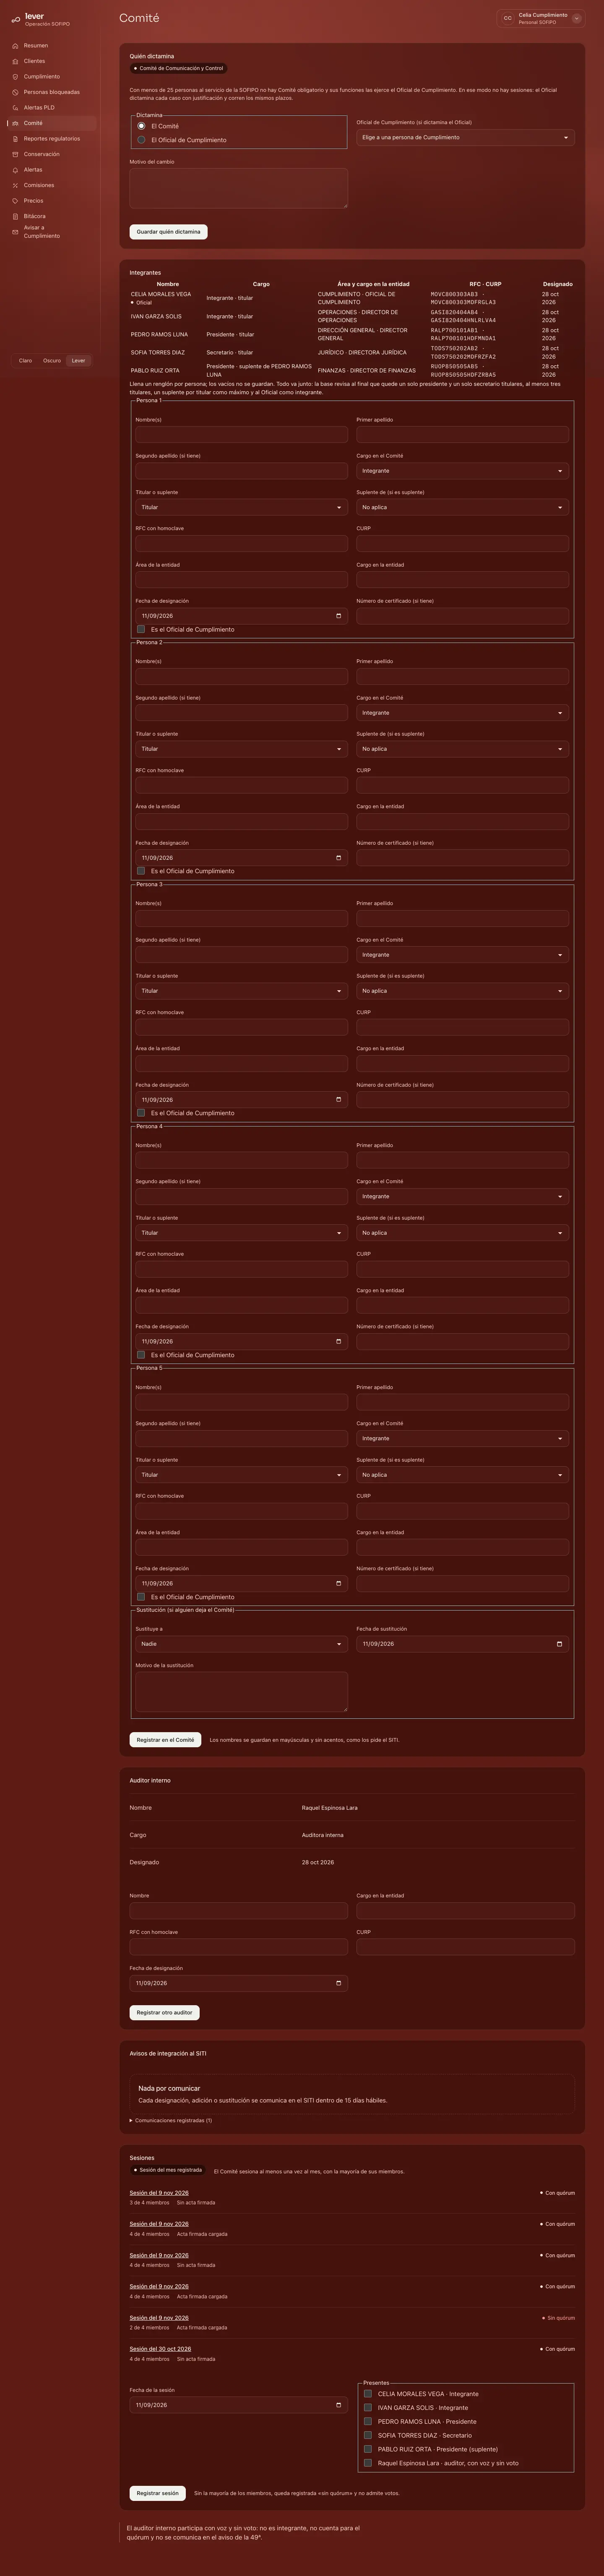 lever
Operación SOFIPO
Resumen
Clientes
Cumplimiento
Personas bloqueadas
Alertas PLD
Comité
Reportes regulatorios
Conservación
Alertas
Comisiones
Precios
Bitácora
Avisar a
Cumplimiento
Claro Oscuro Lever
Comité
CC Celia Cumplimiento
Personal SOFIPO
Quién dictamina
Comité de Comunicación y Control
Con menos de 25 personas al servicio de la SOFIPO no hay Comité obligatorio y sus funciones las ejerce el Oficial de Cumplimiento. En ese modo no hay sesiones: el Oficial
dictamina cada caso con justificación y corren los mismos plazos.
Dictamina
El Comité
El Oficial de Cumplimiento
Oficial de Cumplimiento (si dictamina el Oficial)
Elige a una persona de Cumplimiento
Motivo del cambio
Guardar quién dictamina
Integrantes
Nombre Cargo Área y cargo en la entidad RFC · CURP Designado
CELIA MORALES VEGA
Oficial
Integrante · titular
CUMPLIMIENTO · OFICIAL DE
CUMPLIMIENTO
MOVC800303AB3 ·
MOVC800303MDFRGLA3
28 oct
2026
IVAN GARZA SOLIS
Integrante · titular
OPERACIONES · DIRECTOR DE
OPERACIONES
GASI820404AB4 ·
GASI820404HNLRLVA4
28 oct
2026
PEDRO RAMOS LUNA
Presidente · titular
DIRECCIÓN GENERAL · DIRECTOR
GENERAL
RALP700101AB1 ·
RALP700101HDFMND A1
28 oct
2026
SOFIA TORRES DIAZ
Secretario · titular
JURÍDICO · DIRECTORA JURÍDICA
TODS750202AB2 ·
TODS750202MDFRZFA2
28 oct
2026
PABLO RUIZ ORTA
Presidente · suplente de PEDRO RAMOS
LUNA
FINANZAS · DIRECTOR DE FINANZAS
RUOP850505AB5 ·
RUOP850505HDFZRBA5
28 oct
2026
Llena un renglón por persona; los vacíos no se guardan. Todo va junto: la base revisa al final que quede un solo presidente y un solo secretario titulares, al menos tres
titulares, un suplente por titular como máximo y al Oficial como integrante.
Persona 1
Nombre(s) Primer apellido
Segundo apellido (si tiene) Cargo en el Comité
Integrante
Titular o suplente Suplente de (si es suplente)
Titular No aplica
RFC con homoclave CURP
Área de la entidad Cargo en la entidad
Fecha de designación Número de certificado (si tiene)
11/09/2026
Es el Oficial de Cumplimiento
Persona 2
Nombre(s) Primer apellido
Segundo apellido (si tiene) Cargo en el Comité
Integrante
Titular o suplente Suplente de (si es suplente)
Titular No aplica
RFC con homoclave CURP
Área de la entidad Cargo en la entidad
Fecha de designación Número de certificado (si tiene)
11/09/2026
Es el Oficial de Cumplimiento
Persona 3
Nombre(s) Primer apellido
Segundo apellido (si tiene) Cargo en el Comité
Integrante
Titular o suplente Suplente de (si es suplente)
Titular No aplica
RFC con homoclave CURP
Área de la entidad Cargo en la entidad
Fecha de designación Número de certificado (si tiene)
11/09/2026
Es el Oficial de Cumplimiento
Persona 4
Nombre(s) Primer apellido
Segundo apellido (si tiene) Cargo en el Comité
Integrante
Titular o suplente Suplente de (si es suplente)
Titular No aplica
RFC con homoclave CURP
Área de la entidad Cargo en la entidad
Fecha de designación Número de certificado (si tiene)
11/09/2026
Es el Oficial de Cumplimiento
Persona 5
Nombre(s) Primer apellido
Segundo apellido (si tiene) Cargo en el Comité
Integrante
Titular o suplente Suplente de (si es suplente)
Titular No aplica
RFC con homoclave CURP
Área de la entidad Cargo en la entidad
Fecha de designación Número de certificado (si tiene)
11/09/2026
Es el Oficial de Cumplimiento
Sustitución (si alguien deja el Comité)
Sustituye a Fecha de sustitución
Nadie 11/09/2026
Motivo de la sustitución
Registrar en el Comité Los nombres se guardan en mayúsculas y sin acentos, como los pide el SITI.
Auditor interno
Nombre Raquel Espinosa Lara
Cargo Auditora interna
Designado 28 oct 2026
Nombre Cargo en la entidad
RFC con homoclave CURP
Fecha de designación
11/09/2026
Registrar otro auditor
Avisos de integración al SITI
Nada por comunicar
Cada designación, adición o sustitución se comunica en el SITI dentro de 15 días hábiles.
Comunicaciones registradas (1)
Sesiones
Sesión del mes registrada El Comité sesiona al menos una vez al mes, con la mayoría de sus miembros.
Sesión del 9 nov 2026 Con quórum
3 de 4 miembros Sin acta firmada
Sesión del 9 nov 2026 Con quórum
4 de 4 miembros Acta firmada cargada
Sesión del 9 nov 2026 Con quórum
4 de 4 miembros Sin acta firmada
Sesión del 9 nov 2026 Con quórum
4 de 4 miembros Acta firmada cargada
Sesión del 9 nov 2026 Sin quórum
2 de 4 miembros Acta firmada cargada
Sesión del 30 oct 2026 Con quórum
4 de 4 miembros Sin acta firmada
Fecha de la sesión
11/09/2026
Presentes
CELIA MORALES VEGA · Integrante
IVAN GARZA SOLIS · Integrante
PEDRO RAMOS LUNA · Presidente
SOFIA TORRES DIAZ · Secretario
PABLO RUIZ ORTA · Presidente (suplente)
Raquel Espinosa Lara · auditor, con voz y sin voto
Registrar sesión Sin la mayoría de los miembros, queda registrada «sin quórum» y no admite votos.
El auditor interno participa con voz y sin voto: no es integrante, no cuenta para el
quórum y no se comunica en el aviso de la 49ª.